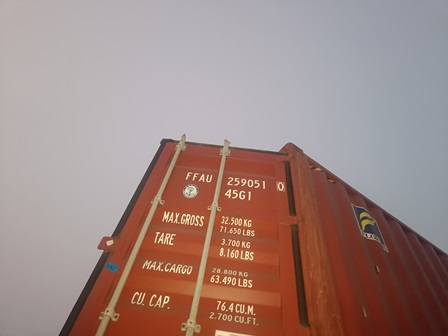 FFAU 259051 0
45G1
MAX.GROSS 32.500 KG
71.650 LBS
TARE 3.700 KG
8.160 LBS
MAX.CARGO 28.800 KG
63.490 LBS
CU. CAP. 76.4 CU.M.
2.700 CU.FT.